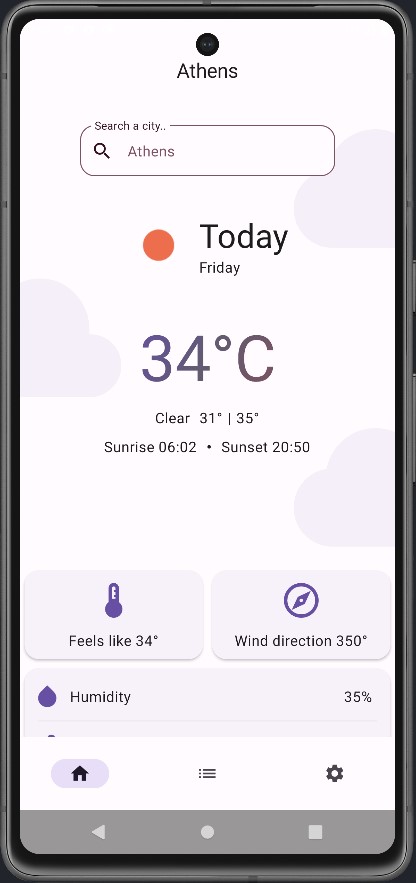 Athens
Search a city..
Athens
Today
Friday
34°C
Clear 31° | 35°
Sunrise 06:02 • Sunset 20:50
Feels like 34°
Wind direction 350°
Humidity 35%